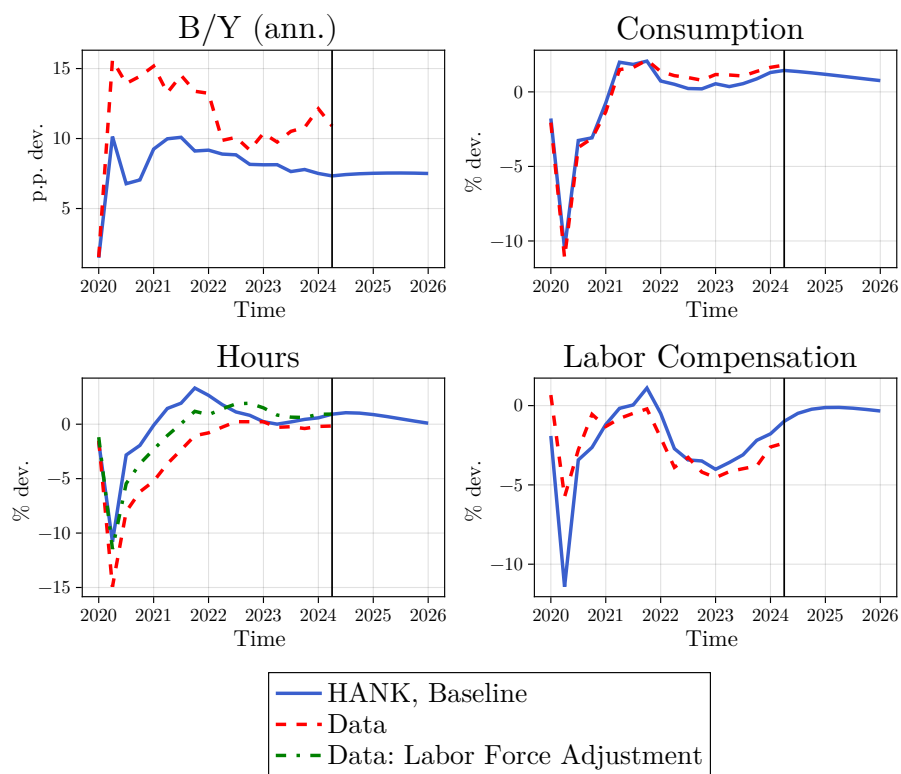 B/Y (ann.)
p.p. dev.
15
10
5
2020 2021 2022 2023 2024 2025 2026
Time
Consumption
% dev.
0
−5
−10
2020 2021 2022 2023 2024 2025 2026
Time
Hours
% dev.
0
−5
−10
−15
2020 2021 2022 2023 2024 2025 2026
Time
Labor Compensation
% dev.
0
−5
−10
2020 2021 2022 2023 2024 2025 2026
Time
HANK, Baseline
Data
Data: Labor Force Adjustment